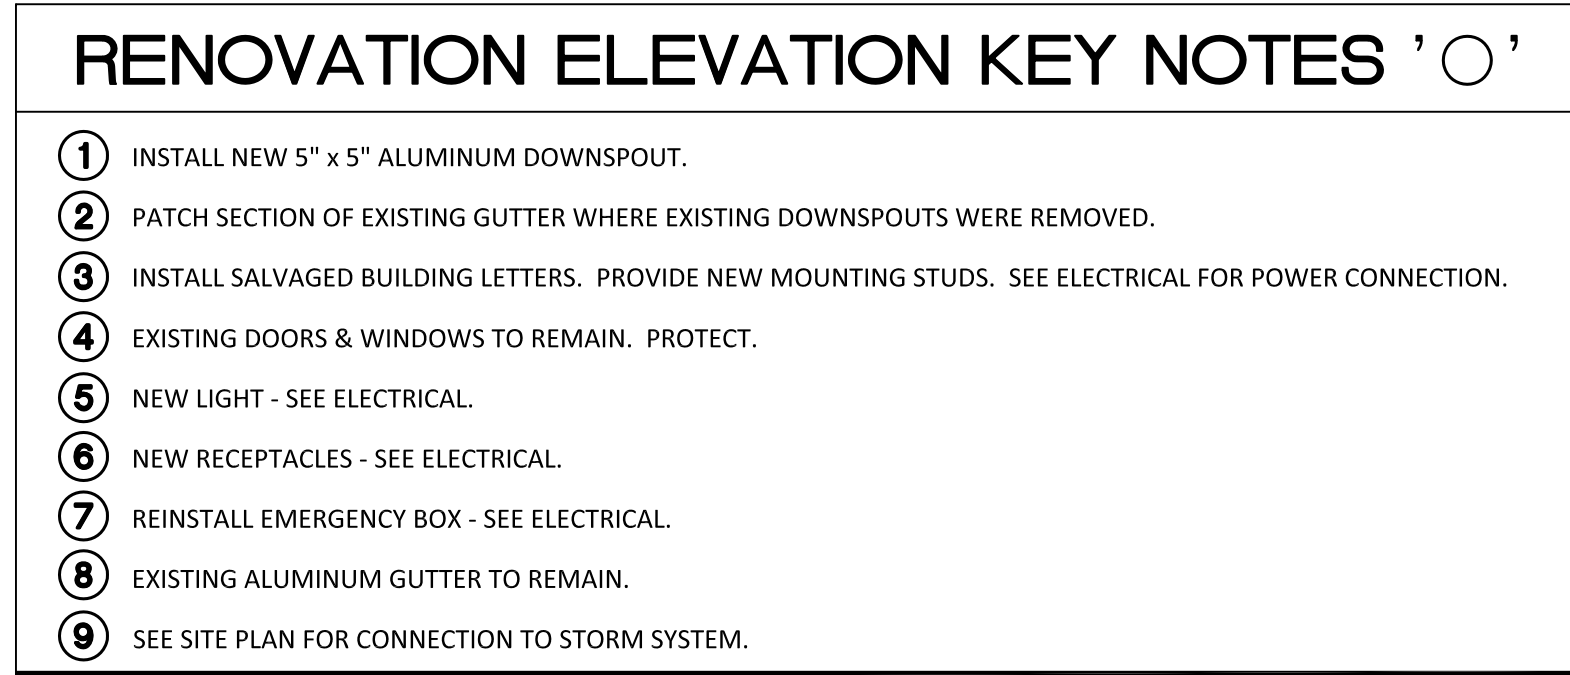 RENOVATION ELEVATION KEY NOTES '○'
1 INSTALL NEW 5" x 5" ALUMINUM DOWNSPOUT.
2 PATCH SECTION OF EXISTING GUTTER WHERE EXISTING DOWNSPOUTS WERE REMOVED.
3 INSTALL SALVAGED BUILDING LETTERS.  PROVIDE NEW MOUNTING STUDS.  SEE ELECTRICAL FOR POWER CONNECTION.
4 EXISTING DOORS & WINDOWS TO REMAIN.  PROTECT.
5 NEW LIGHT - SEE ELECTRICAL.
6 NEW RECEPTACLES - SEE ELECTRICAL.
7 REINSTALL EMERGENCY BOX - SEE ELECTRICAL.
8 EXISTING ALUMINUM GUTTER TO REMAIN.
9 SEE SITE PLAN FOR CONNECTION TO STORM SYSTEM.